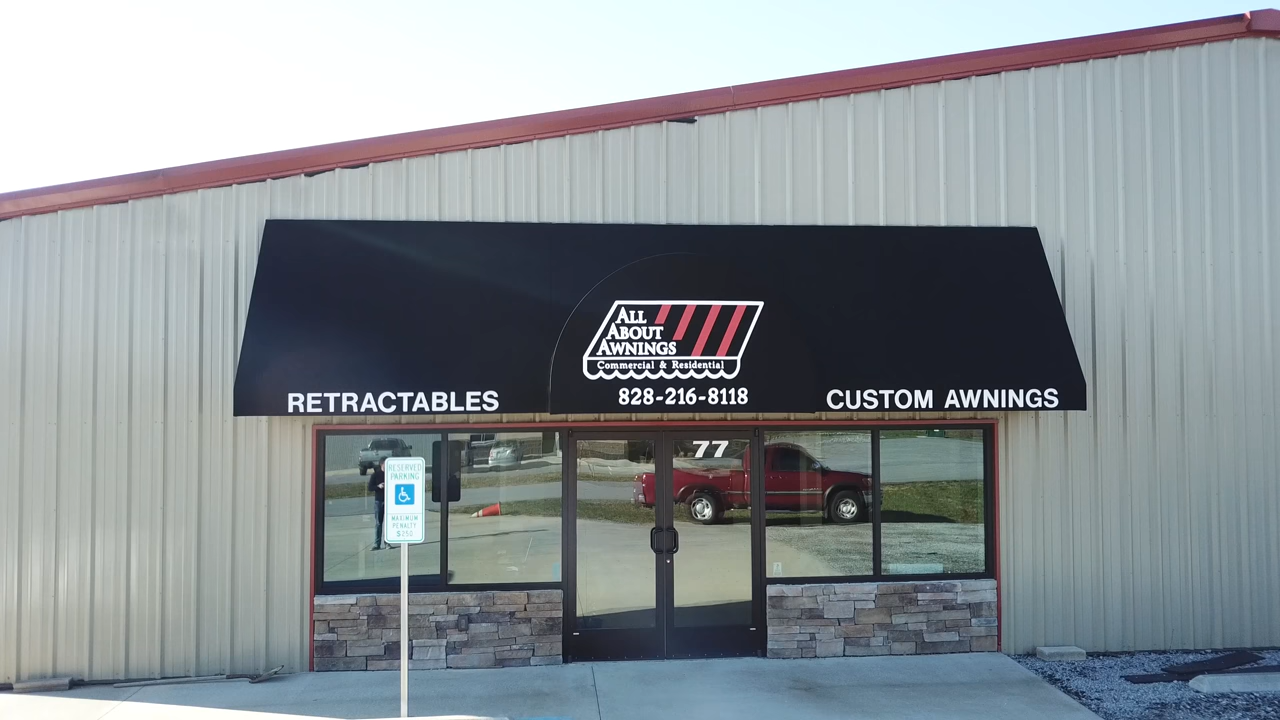 ALL
ABOUT
AWNINGS
Commercial & Residential
RETRACTABLES
828-216-8118
CUSTOM AWNINGS
77
RESERVED
PARKING
MAXIMUM
PENALTY
$250